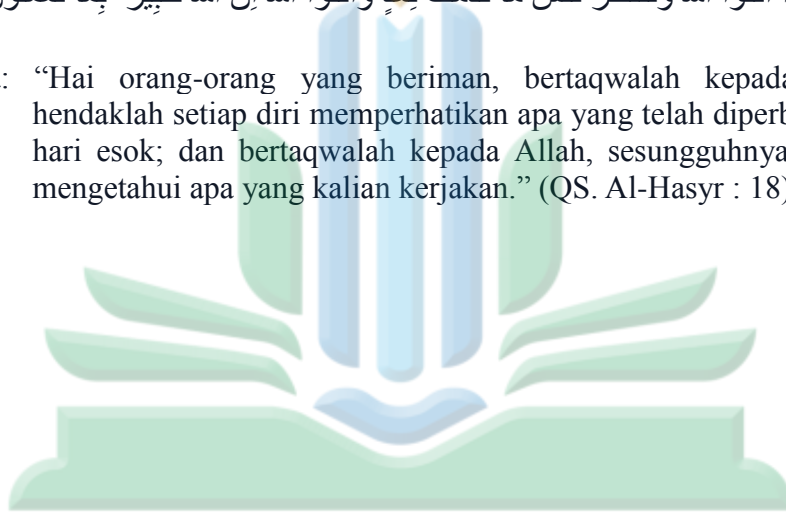 : “Hai orang-orang yang beriman, bertaqwalah kepada
hendaklah setiap diri memperhatikan apa yang telah diperb
hari esok; dan bertaqwalah kepada Allah, sesungguhnya
mengetahui apa yang kalian kerjakan.” (QS. Al-Hasyr : 18)